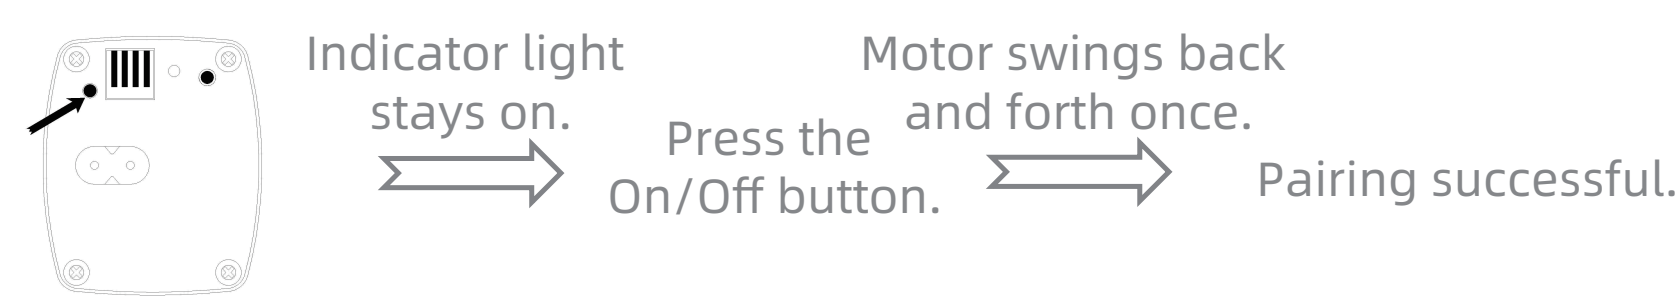 Indicator light
stays on.
Press the
On/Off button.
Motor swings back
and forth once.
Pairing successful.